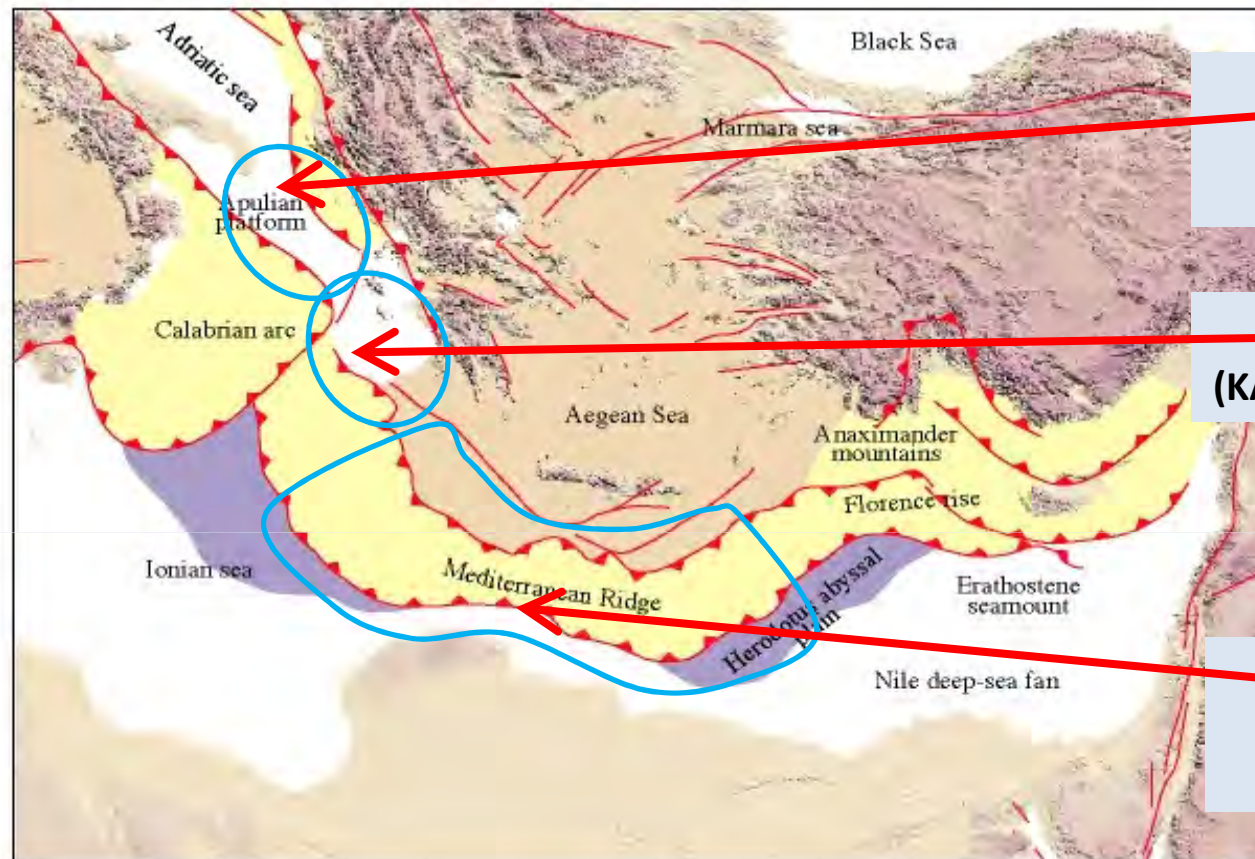 Adriatic sea
Black Sea
Marmara sea
Apulian
platform
Calabrian arc
(KA
Aegean Sea
Anaximander
mountains
Florence rise
Ionian sea
Mediterranean Ridge
Herodotus abyssal
plain
Erathostene
seamount
Nile deep-sea fan